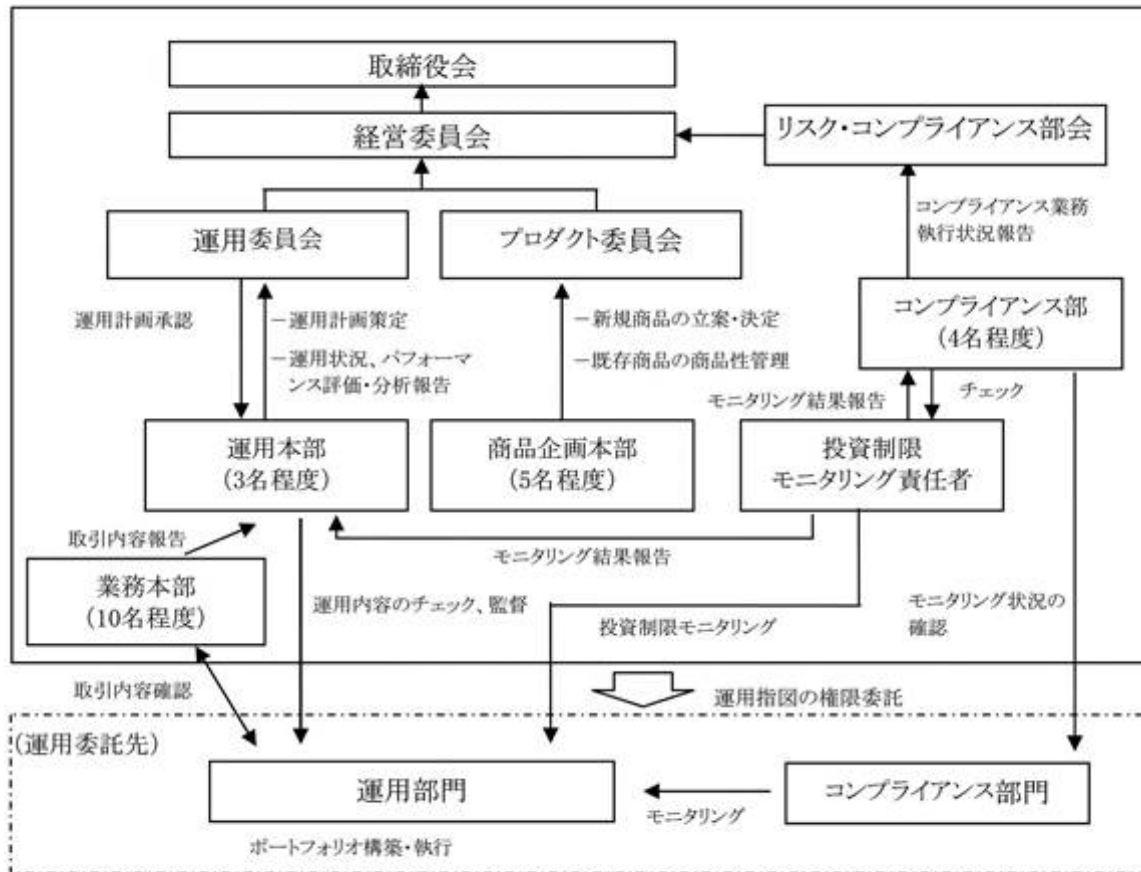 取締役会
経営委員会
リスク・コンプライアンス部会
運用委員会
プロダクト委員会
コンプライアンス業務
執行状況報告
運用計画承認
－運用計画策定
－運用状況、パフォーマ
ンス評価・分析報告
－新規商品の立案・決定
－既存商品の商品性管理
コンプライアンス部
(4名程度)
モニタリング結果報告
チェック
運用本部
(3名程度)
商品企画本部
(5名程度)
投資制限
モニタリング責任者
取引内容報告
モニタリング結果報告
業務本部
(10名程度)
運用内容のチェック、監督
投資制限モニタリング
モニタリング状況の
確認
取引内容確認
運用指図の権限委託
(運用委託先)
運用部門
コンプライアンス部門
モニタリング
ポートフォリオ構築・執行